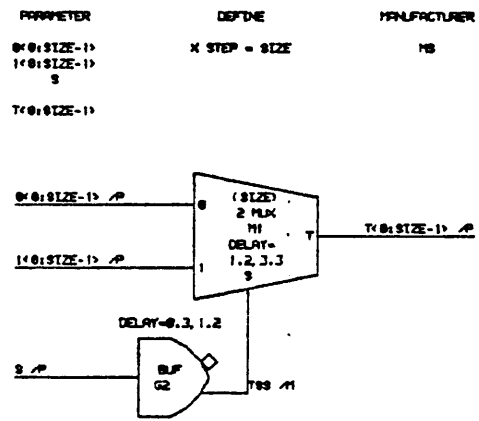 PARAMETER DEFINE MANUFACTURER
0<0:SIZE-1> X STEP = SIZE MS
1<0:SIZE-1>
S
T<0:SIZE-1>
0<0:SIZE-1> /P
0
(SIZE)
2 MUX
M1
DELAY=
1.2,3.3
S
T
T<0:SIZE-1> /P
1<0:SIZE-1> /P
1
DELAY=0.3,1.2
S /P
BUF
G2
TSS /M